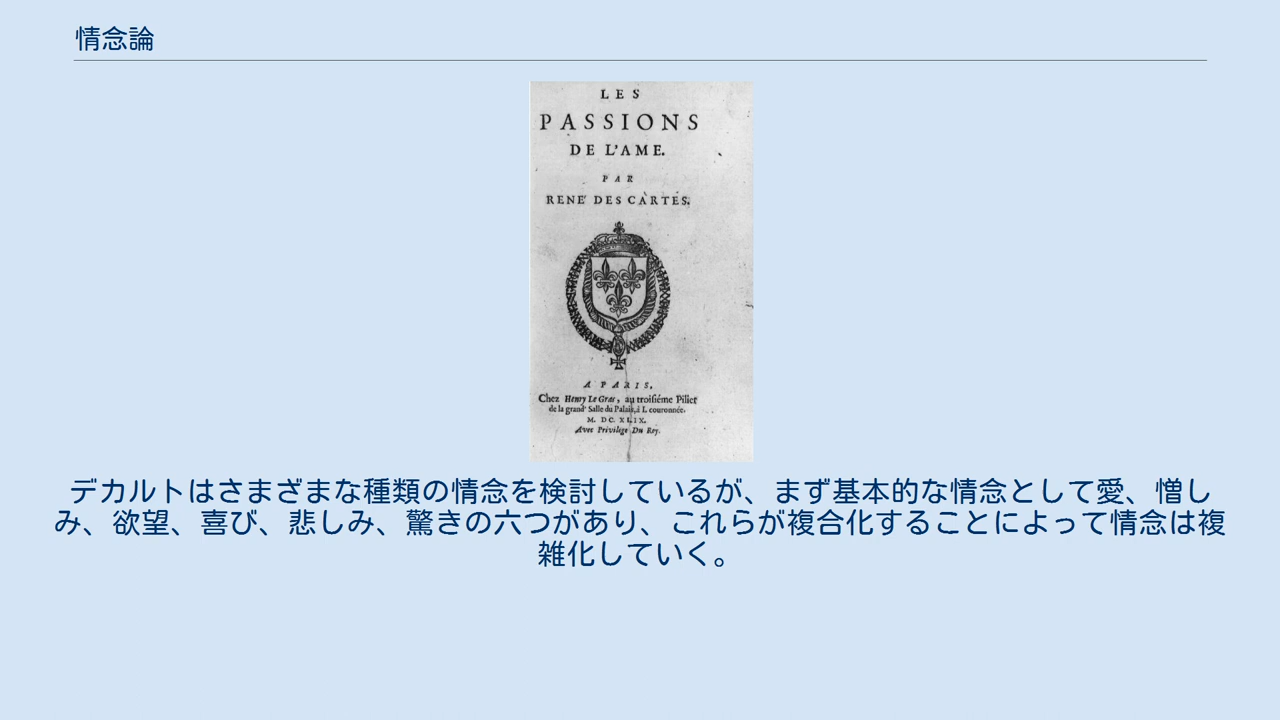 情念論
LES
PASSIONS
DE L'AME.
PAR
RENE' DES CARTES.
A PARIS,
Chez Henry Le Gras, au troisiéme Pilier
de la grand' Salle du Palais, à L couronnée.
M. DC. XLIX.
Avec Privilege Du Rey.
デカルトはさまざまな種類の情念を検討しているが、まず基本的な情念として愛、憎し
み、欲望、喜び、悲しみ、驚きの六つがあり、これらが複合化することによって情念は複
雑化していく。